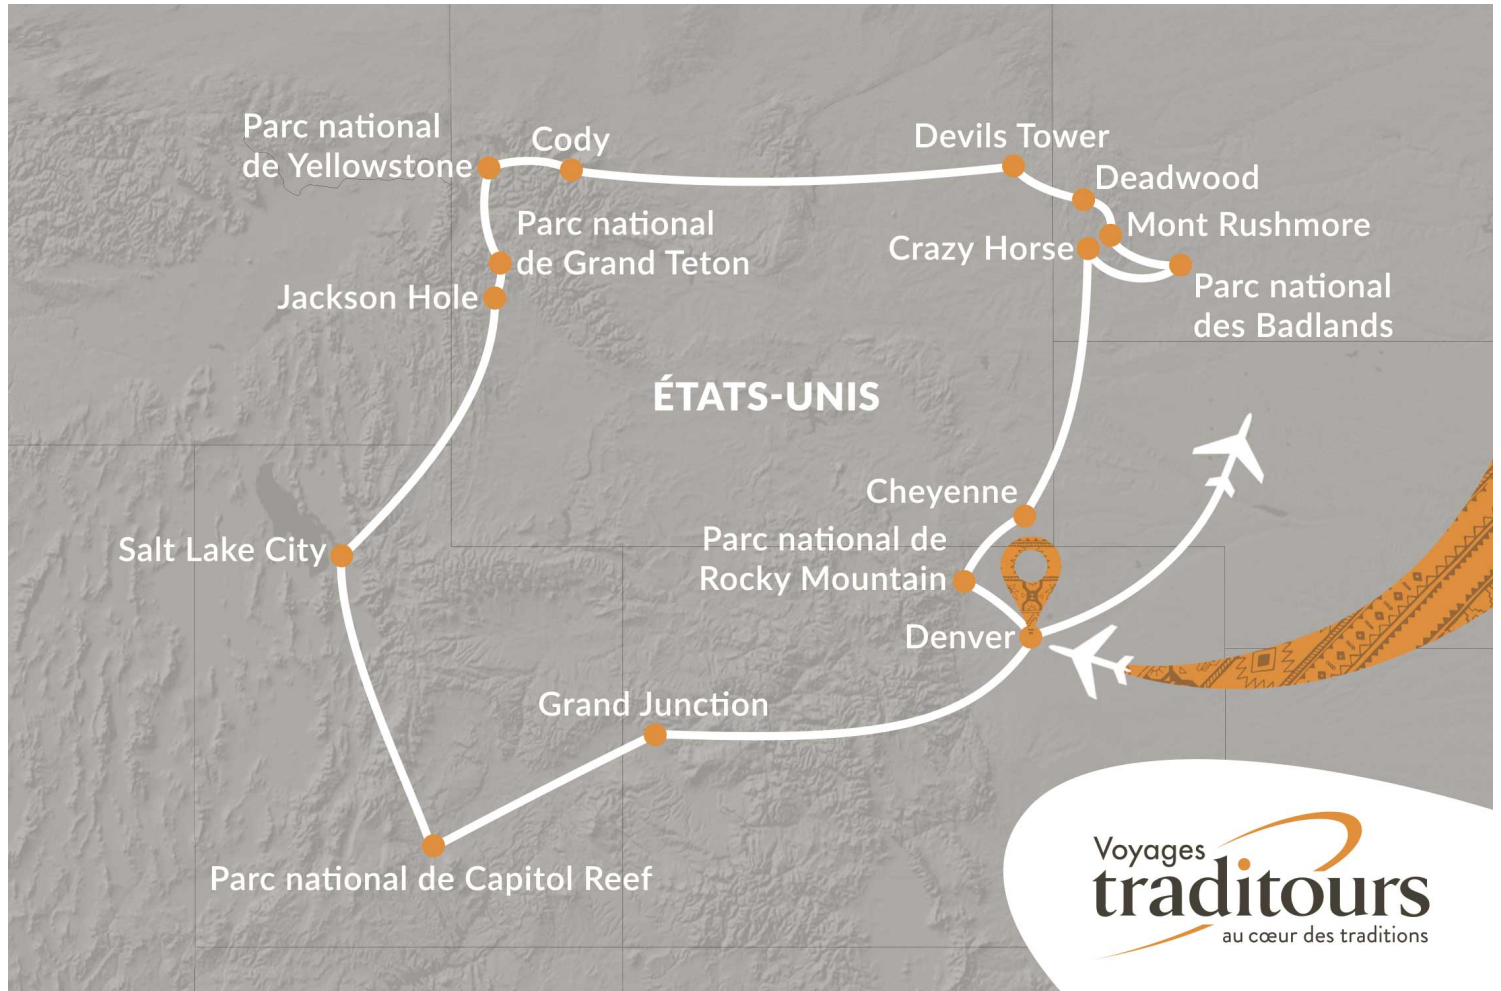 Parc national
de Yellowstone
Cody
Devils Tower
Deadwood
Mont Rushmore
Crazy Horse
Parc national
des Badlands
Parc national
de Grand Teton
Jackson Hole
ÉTATS-UNIS
Cheyenne
Parc national de
Rocky Mountain
Salt Lake City
Denver
Grand Junction
Parc national de Capitol Reef
Voyages
traditours
au cœur des traditions